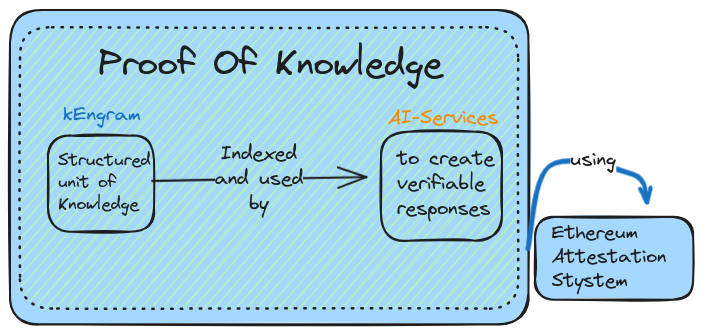 Proof Of Knowledge
kEngram
Structured
unit of
Knowledge
Indexed
and used
by
AI-Services
to create
verifiable
responses
using
Ethereum
Attestation
Stystem